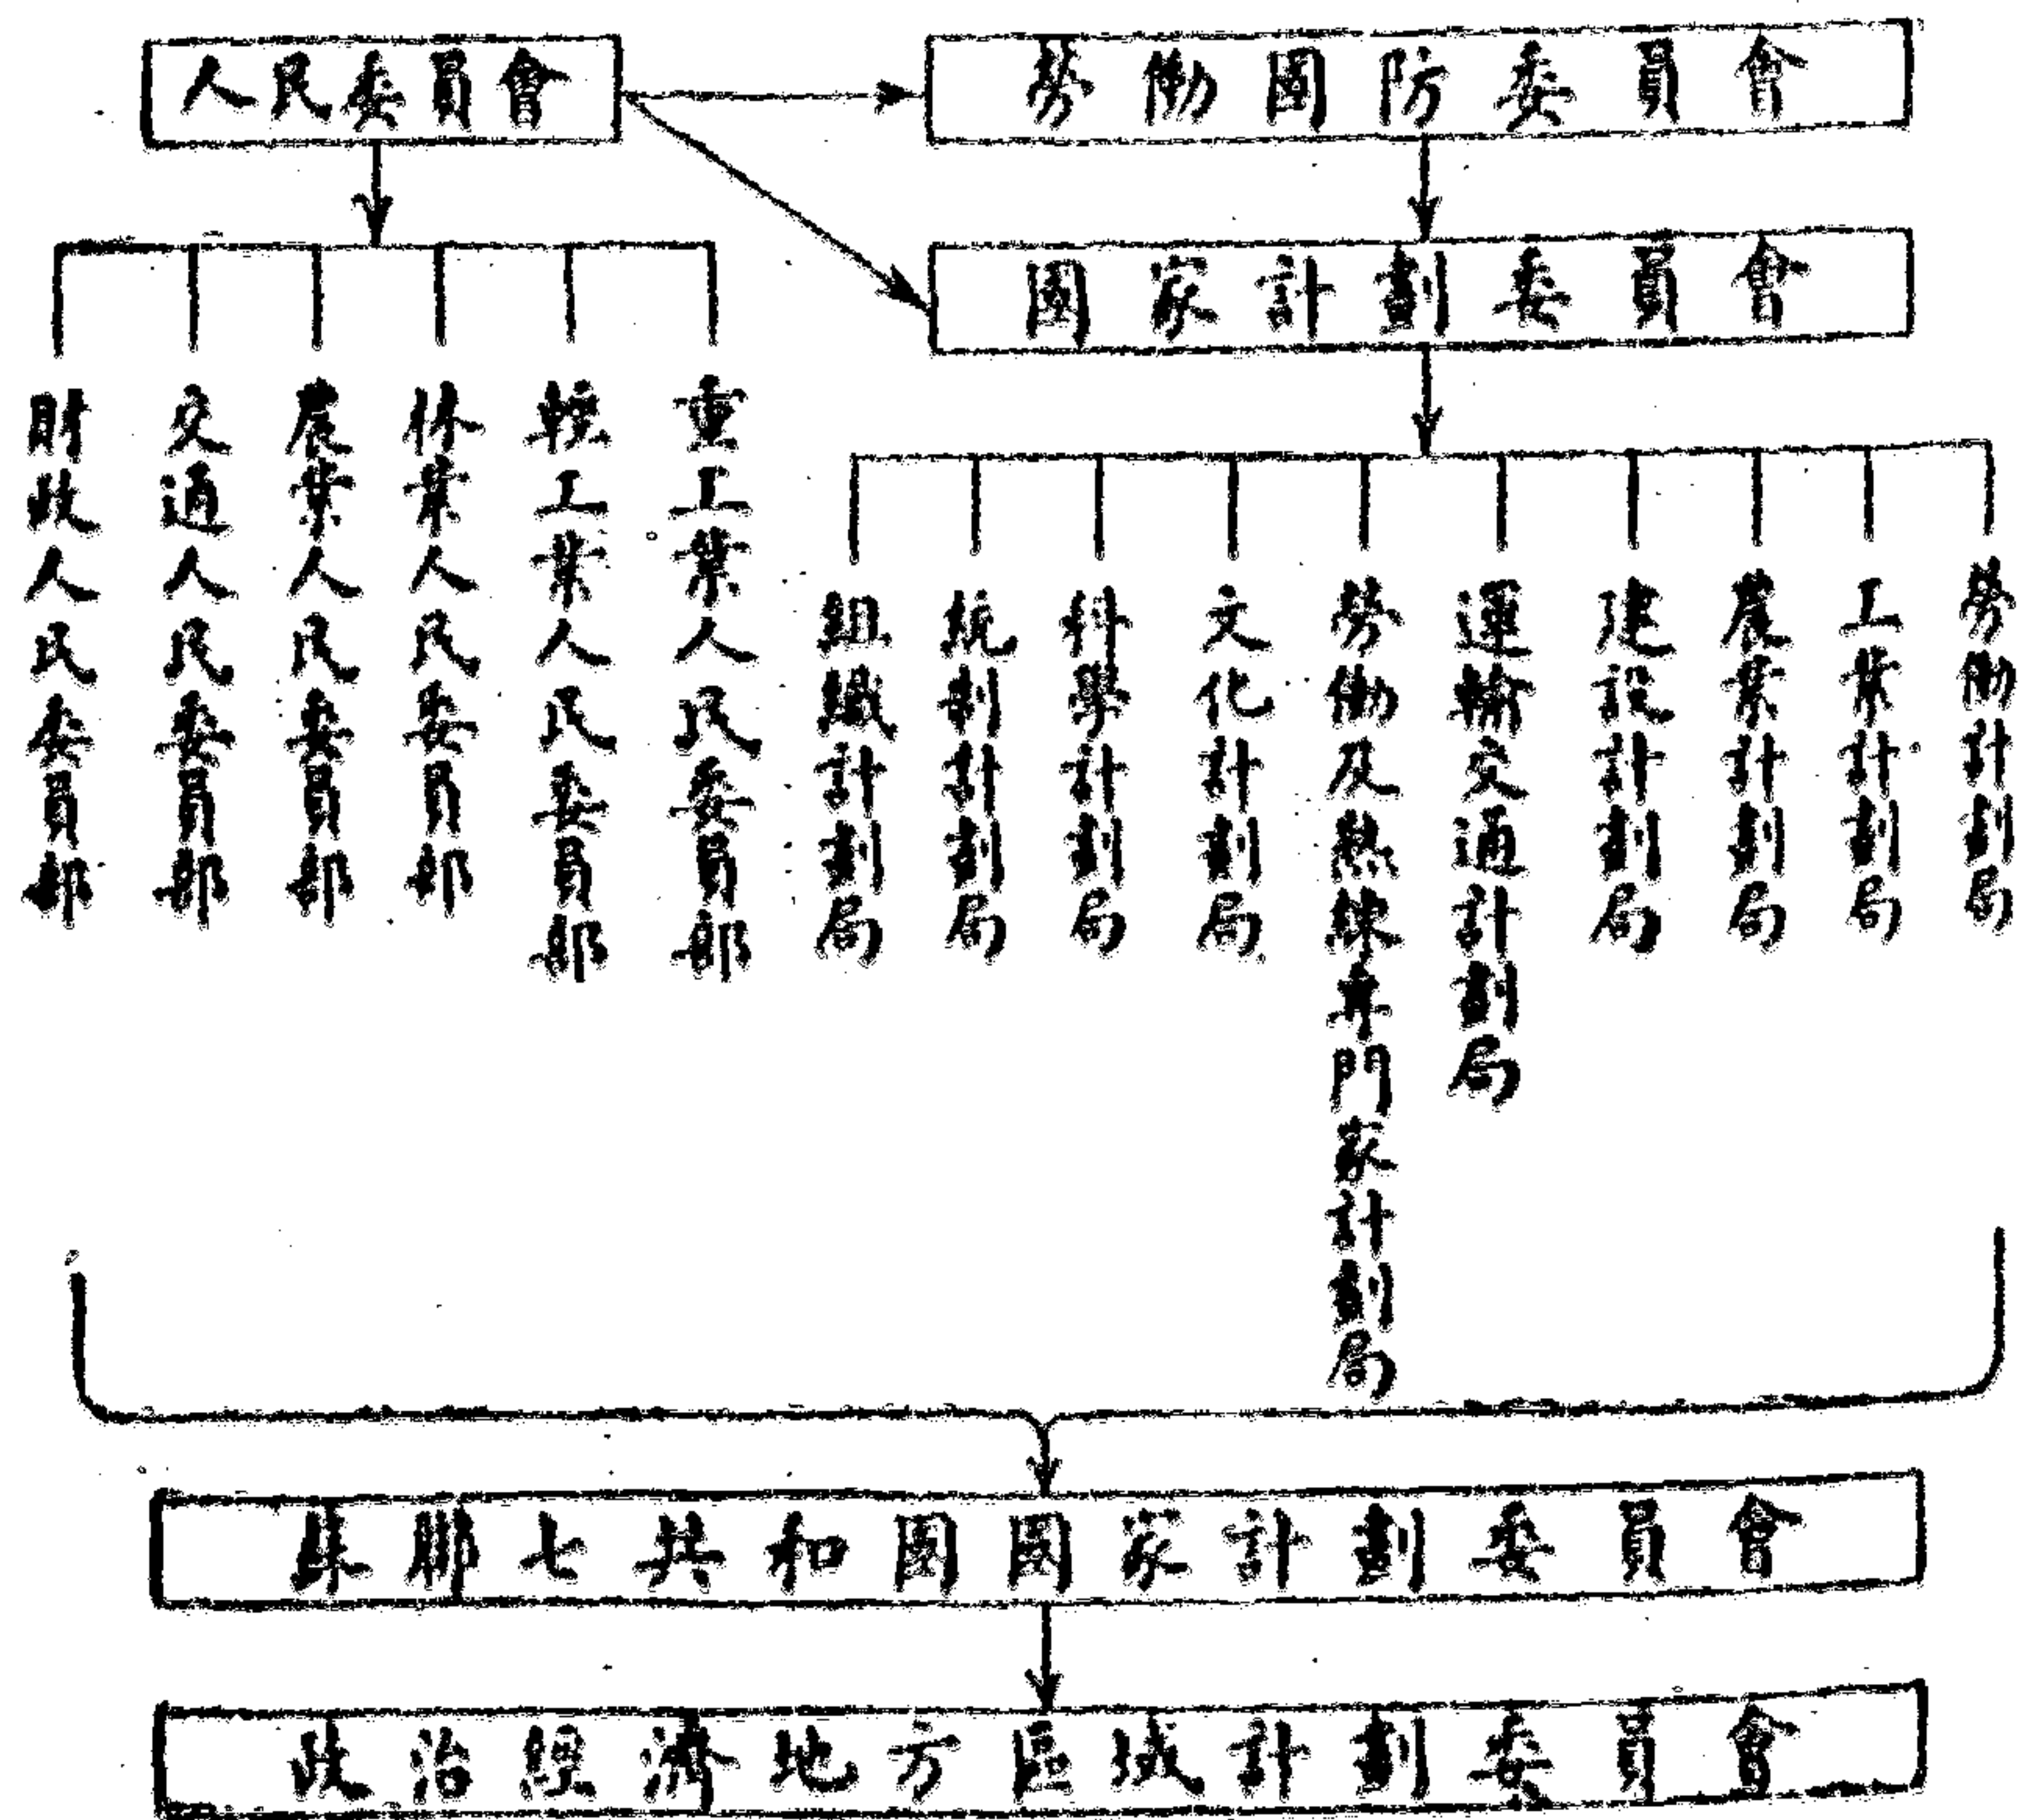 人民委員會
勞働國防委員會
國家計劃委員會
財政人民委員部
交通人民委員部
農業人民委員部
林業人民委員部
輕工業人民委員部
重工業人民委員部
組織計劃局
統制計劃局
科學計劃局
文化計劃局
勞働及熟練專門家計劃局
運輸交通計劃局
建設計劃局
農業計劃局
工業計劃局
勞働計劃局
蘇聯七共和國國家計劃委員會
政治經濟地方區域計劃委員會